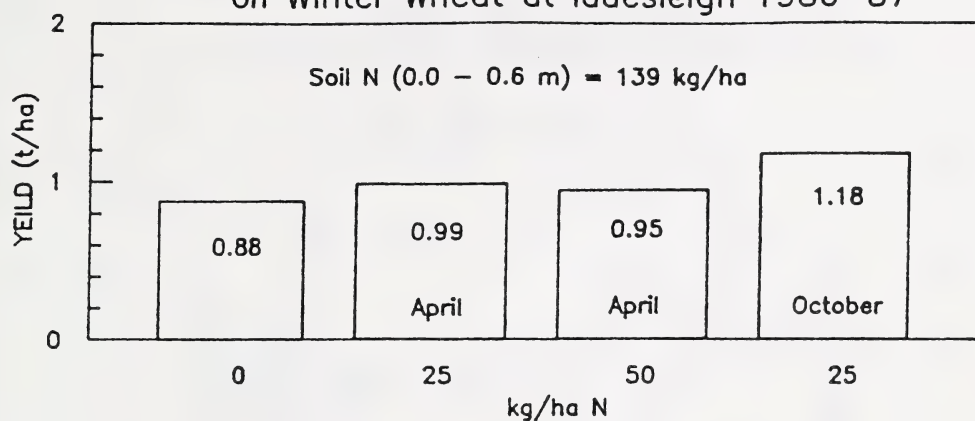 on Winter Wheat at Iddesleigh 1986-87
2
Soil N (0.0 – 0.6 m) = 139 kg/ha
YEILD (t/ha)
1
0.88
0.99
0.95
1.18
April
April
October
0
0
25
50
25
kg/ha N